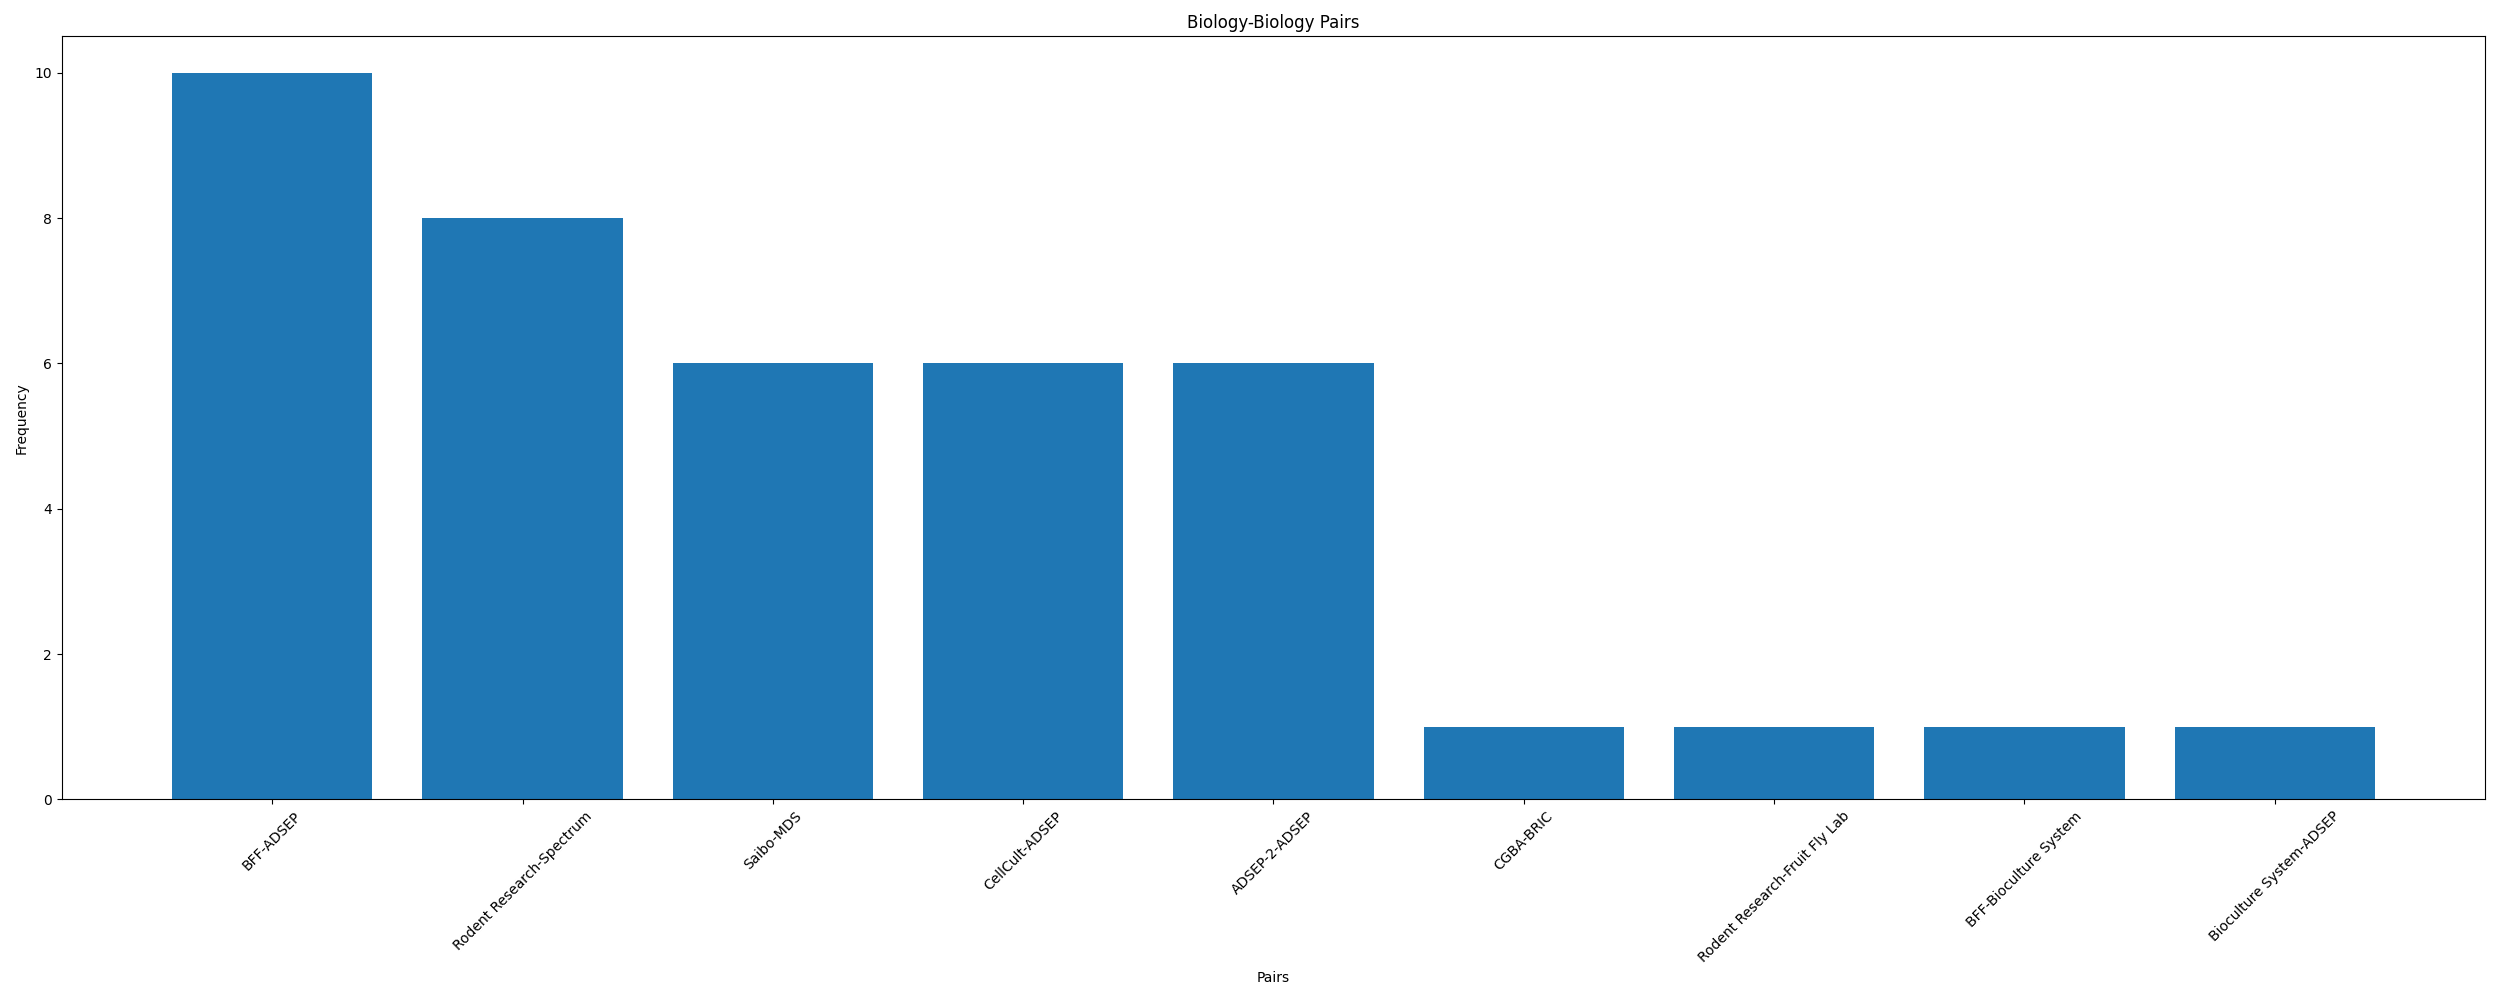 Biology-Biology Pairs
10
8
6
4
2
0
Frequency
BFF-ADSEP
Rodent Research-Spectrum
Saibo-MDS
CellCult-ADSEP
ADSEP-2-ADSEP
CGBA-BRIC
Rodent Research-Fruit Fly Lab
BFF-Bioculture System
Bioculture System-ADSEP
Pairs